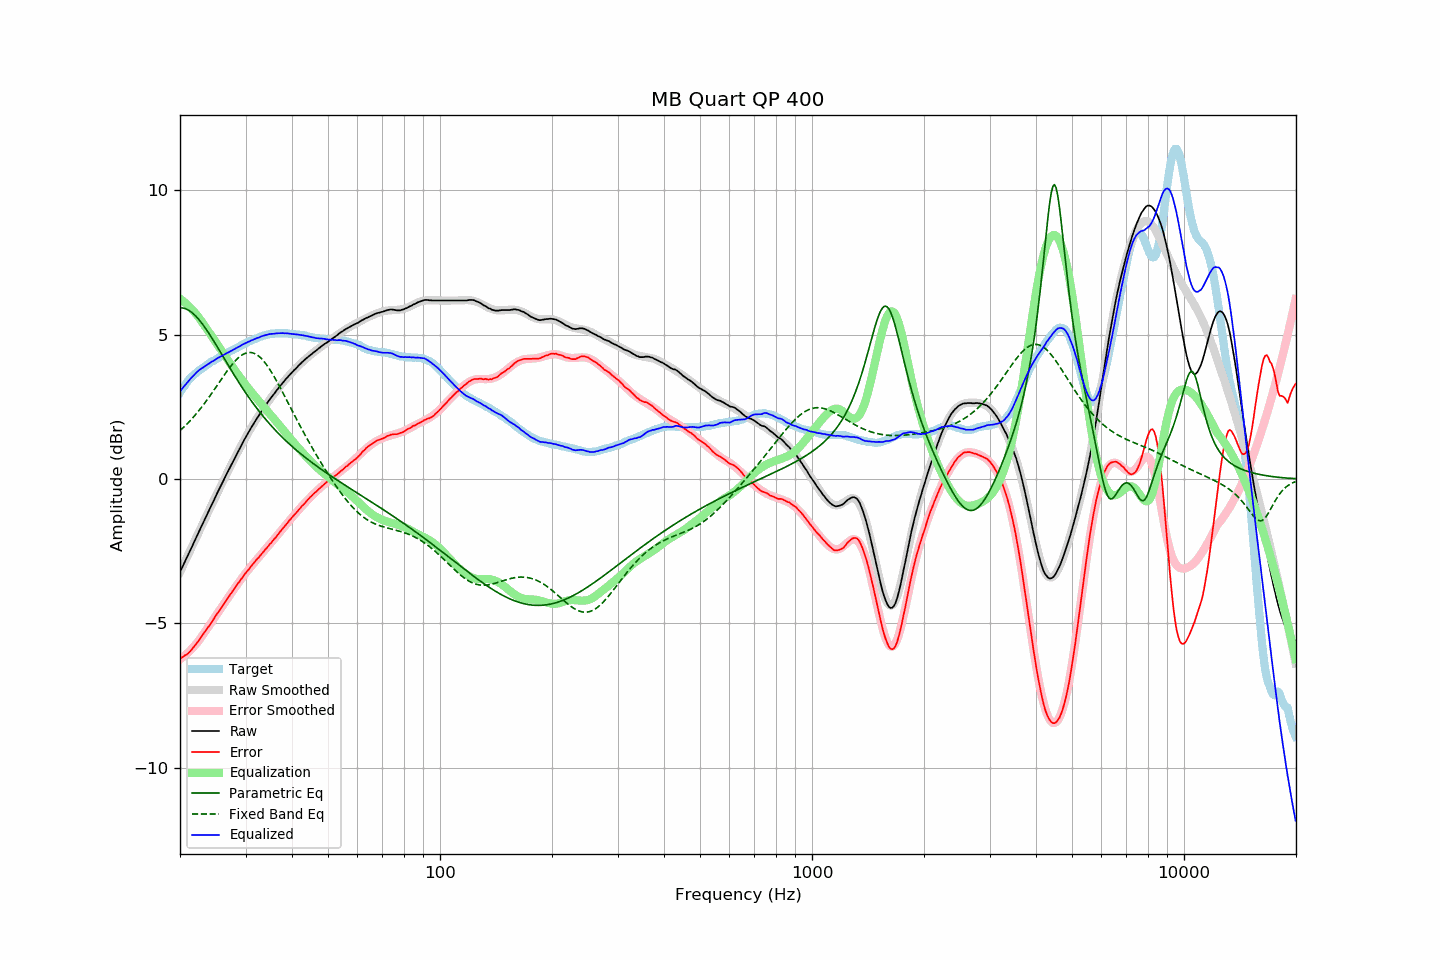 MB Quart QP 400
Amplitude (dBr)
10
5
0
−5
−10
Target
Raw Smoothed
Error Smoothed
Raw
Error
Equalization
Parametric Eq
Fixed Band Eq
Equalized
100
1000
10000
Frequency (Hz)